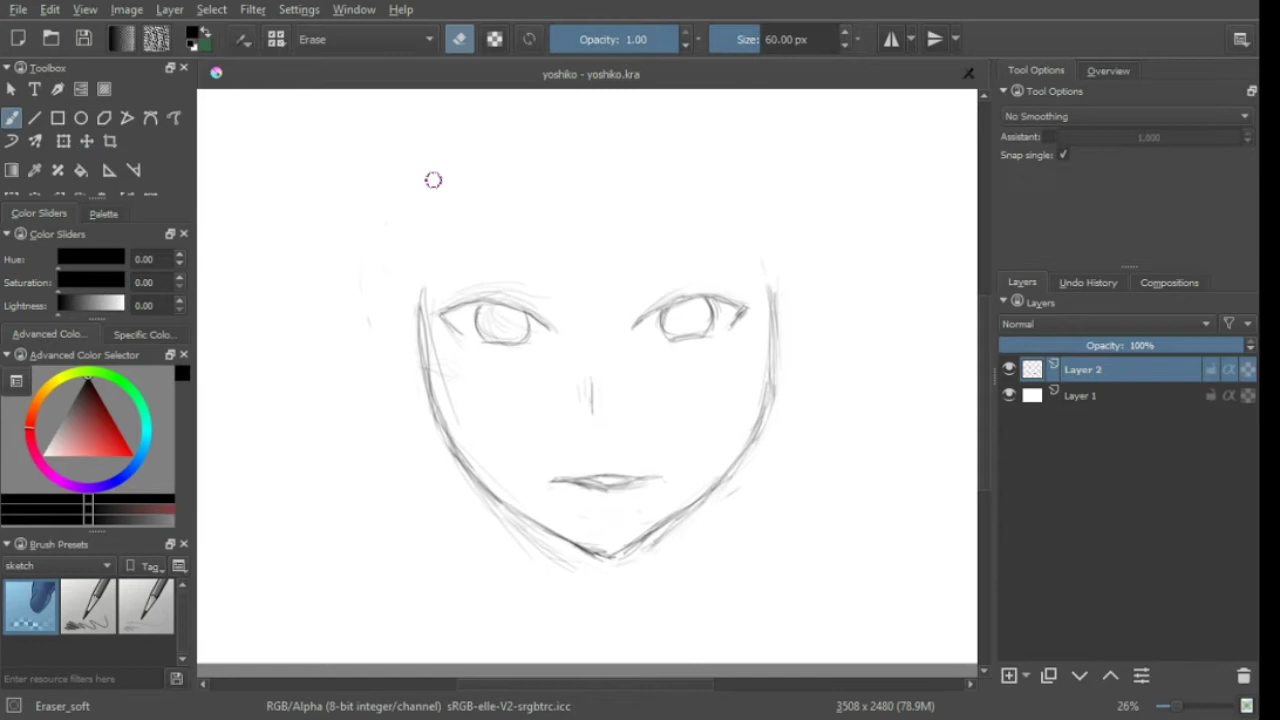 File Edit View Image Layer Select Filter Settings Window Help
Erase Opacity: 1.00 Size: 60.00 px
Toolbox
yoshiko - yoshiko.kra
Tool Options Overview
Tool Options
No Smoothing
Assistant: 1.000
Snap single:
Color Sliders Palette
Color Sliders
Hue: 0.00
Saturation: 0.00
Lightness: 0.00
Advanced Colo... Specific Color...
Advanced Color Selector
Layers Undo History Compositions
Layers
Normal
Opacity: 100%
Layer 2
Layer 1
Brush Presets
sketch Tag
Enter resource filters here
Eraser_soft RGB/Alpha (8-bit integer/channel) sRGB-elle-V2-srgbtrc.icc 3508 x 2480 (78.9M) 26%